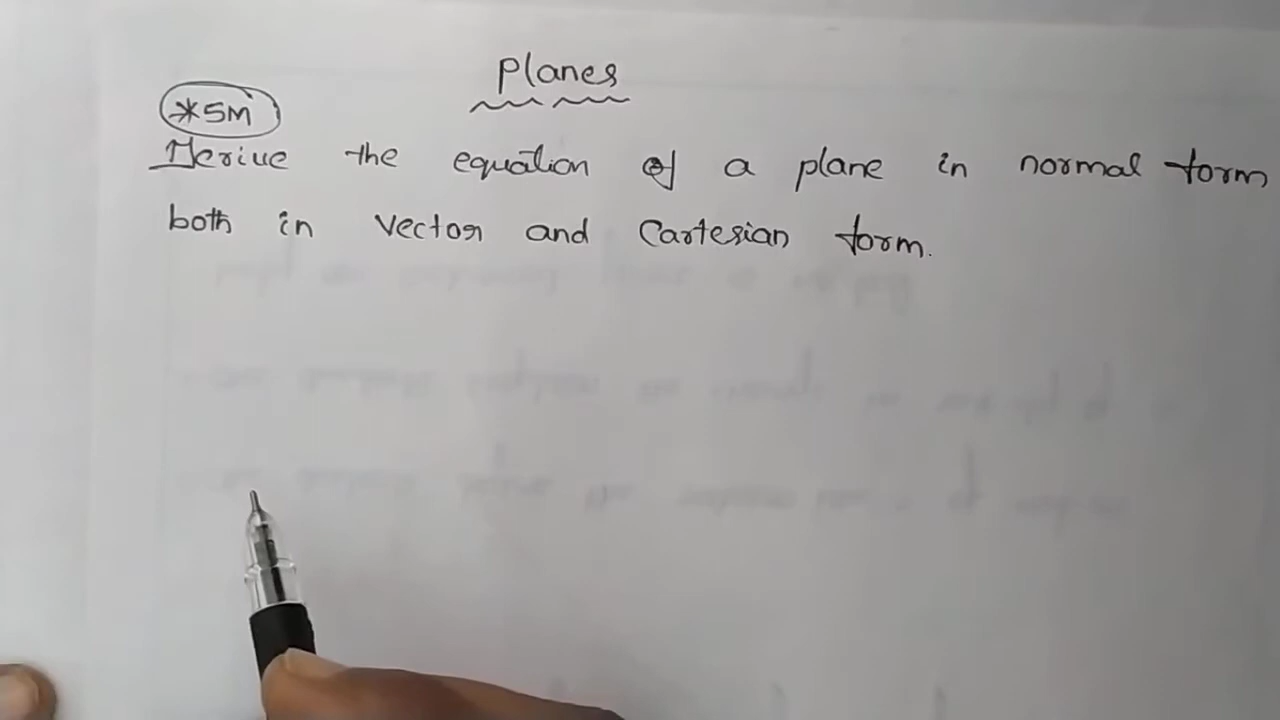 Planes
*5M
Derive the equation of a plane in normal form
both in vector and Cartesian form.